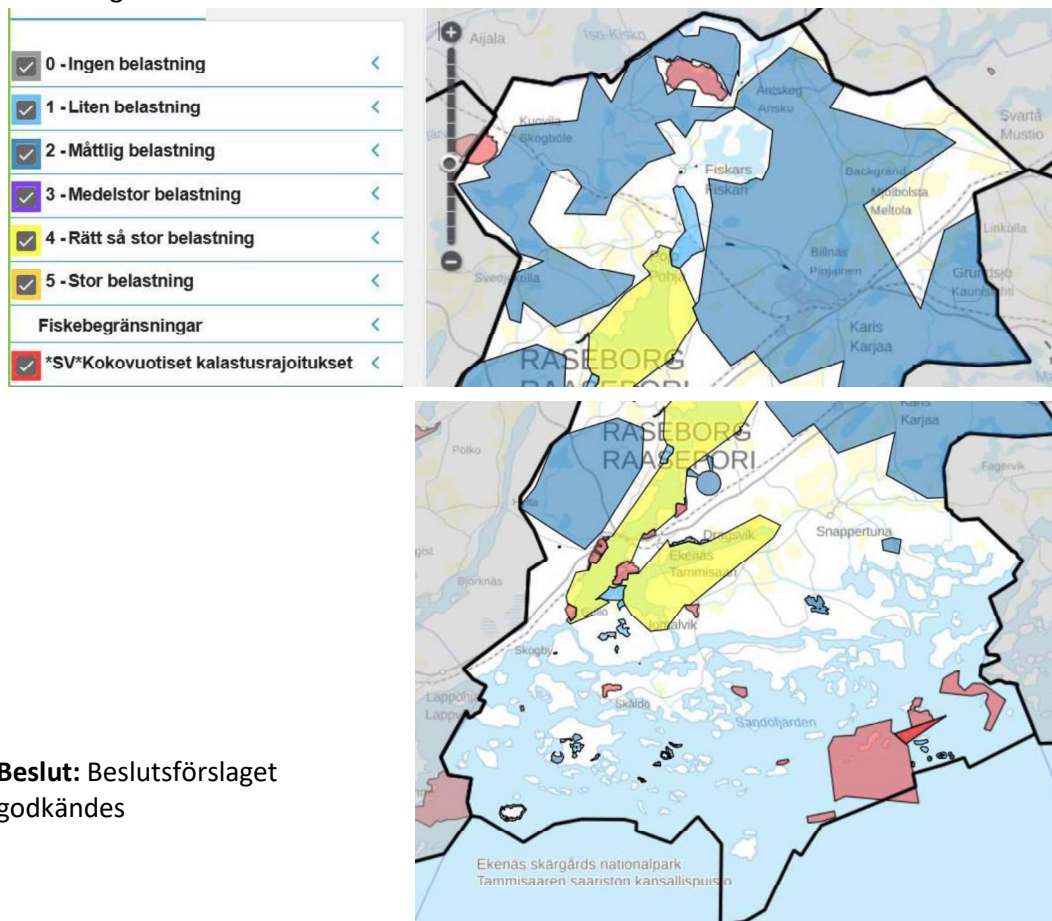 0 - Ingen belastning
1 - Liten belastning
2 - Måttlig belastning
3 - Medelstor belastning
4 - Rätt så stor belastning
5 - Stor belastning
Fiskebegränsningar
*SV*Kokovuotiset kalastusrajoitukset
Aijala
Iso-Kisko
Antskog
Ansku
Svartå
Mustio
Kuovila
Skogböle
Fiskars
Fiskari
Backgränd
Mjölbolsta
Meltola
Linkulla
Pohja
Billnäs
Pinjainen
Grundsjö
Karis
Karjaa
RASEBORG
Karjaa
Pölkö
RASEBORG
RAASEPORI
Fagervik
Dragsvik
Snappertuna
Ekenäs
Tammisaari
Björknäs
Skogby
Skåldö
Sandöfjärden
Beslut: Beslutsförslaget
godkändes
Ekenäs skärgårds nationalpark
Tammisaaren saariston kansallispuisto